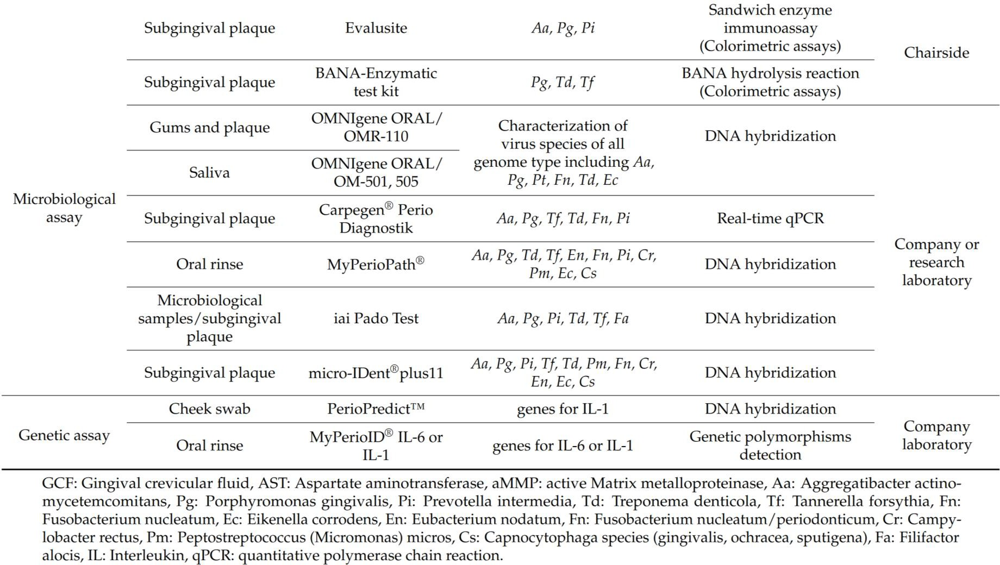 Subgingival plaque
Evalusite
Aa, Pg, Pi
Sandwich enzyme
immunoassay
(Colorimetric assays)
Chairside
Subgingival plaque
BANA-Enzymatic
test kit
Pg, Td, Tf
BANA hydrolysis reaction
(Colorimetric assays)
Microbiological
assay
Gums and plaque
OMNIgene ORAL/
OMR-110
Characterization of
virus species of all
genome type including Aa,
Pg, Pt, Fn, Td, Ec
DNA hybridization
Saliva
OMNIgene ORAL/
OM-501, 505
Subgingival plaque
Carpegen® Perio
Diagnostik
Aa, Pg, Tf, Td, Fn, Pi
Real-time qPCR
Company or
research
laboratory
Oral rinse
MyPerioPath®
Aa, Pg, Td, Tf, En, Fn, Pi, Cr,
Pm, Ec, Cs
DNA hybridization
Microbiological
samples/subgingival
plaque
iai Pado Test
Aa, Pg, Pi, Td, Tf, Fa
DNA hybridization
Subgingival plaque
micro-IDent®plus11
Aa, Pg, Pi, Tf, Td, Pm, Fn, Cr,
En, Ec, Cs
DNA hybridization
Genetic assay
Cheek swab
PerioPredict™
genes for IL-1
DNA hybridization
Company
laboratory
Oral rinse
MyPerioID® IL-6 or
IL-1
genes for IL-6 or IL-1
Genetic polymorphisms
detection
GCF: Gingival crevicular fluid, AST: Aspartate aminotransferase, aMMP: active Matrix metalloproteinase, Aa: Aggregatibacter actino-
mycetemcomitans, Pg: Porphyromonas gingivalis, Pi: Prevotella intermedia, Td: Treponema denticola, Tf: Tannerella forsythia, Fn:
Fusobacterium nucleatum, Ec: Eikenella corrodens, En: Eubacterium nodatum, Fn: Fusobacterium nucleatum/periodonticum, Cr: Campy-
lobacter rectus, Pm: Peptostreptococcus (Micromonas) micros, Cs: Capnocytophaga species (gingivalis, ochracea, sputigena), Fa: Filifactor
alocis, IL: Interleukin, qPCR: quantitative polymerase chain reaction.